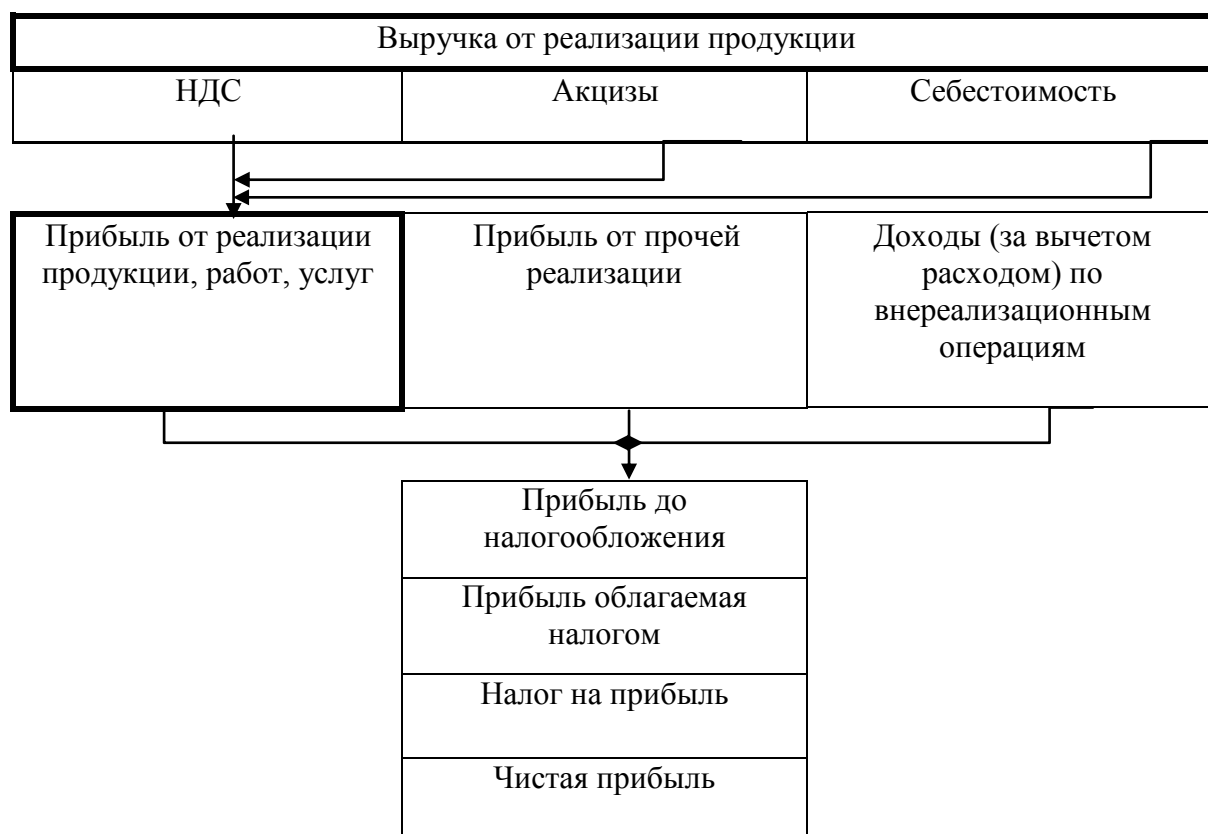 Выручка от реализации продукции
НДС
Акцизы
Себестоимость
Прибыль от реализации
продукции, работ, услуг
Прибыль от прочей
реализации
Доходы (за вычетом
расходом) по
внереализационным
операциям
Прибыль до
налогообложения
Прибыль облагаемая
налогом
Налог на прибыль
Чистая прибыль